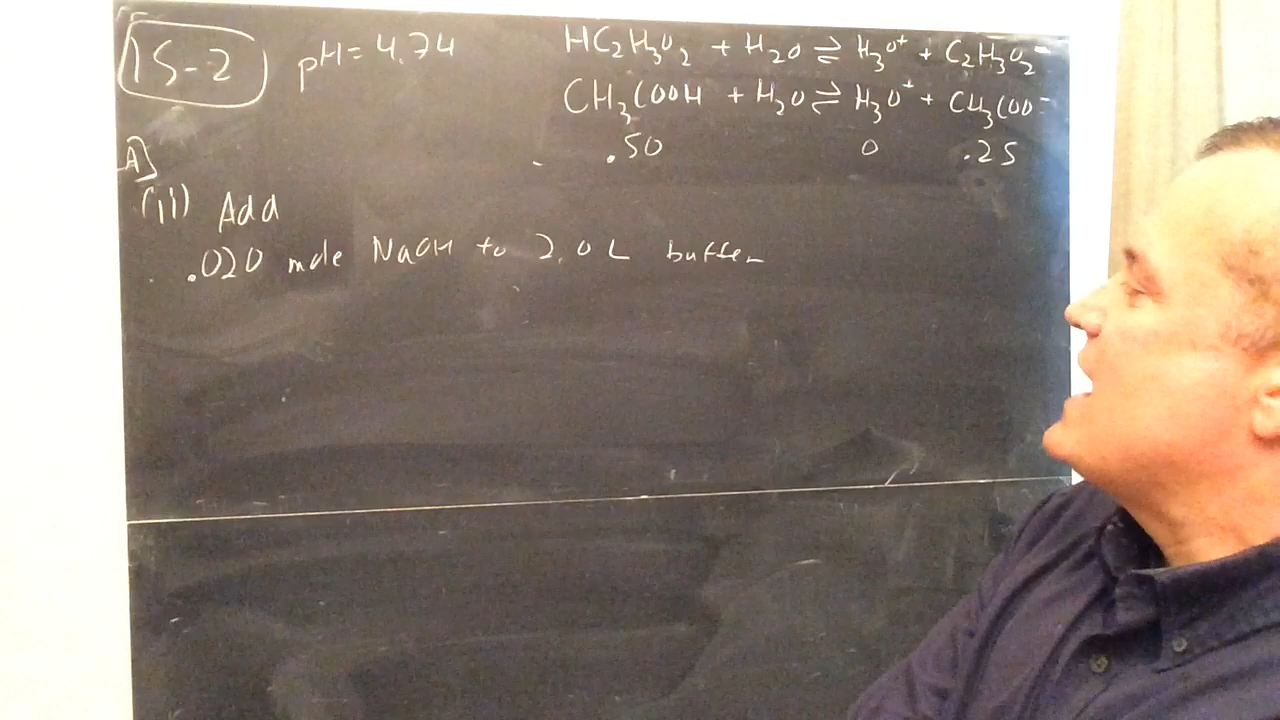 15-2 pH = 4.74 HC₂H₃O₂ + H₂O ⇌ H₃O⁺ + C₂H₃O₂⁻
CH₃COOH + H₂O ⇌ H₃O⁺ + CH₃COO⁻
.50 0 .25
A)
(ii) Add
.020 mole NaOH to 2.0 L buffer